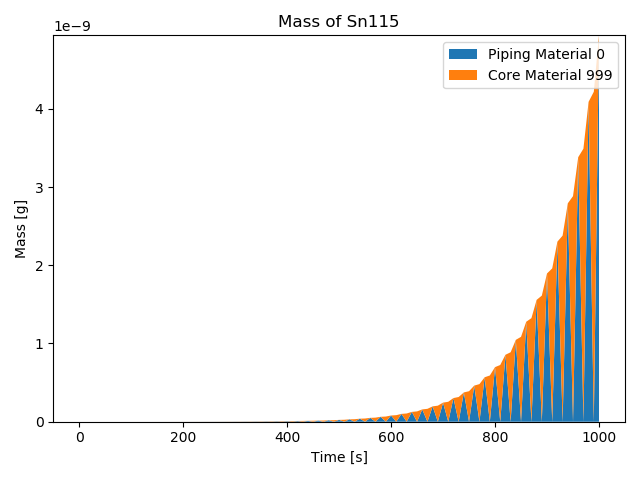 Mass of Sn115
1e−9
Piping Material 0
Core Material 999
4
3
2
1
0
Mass [g]
0 200 400 600 800 1000
Time [s]